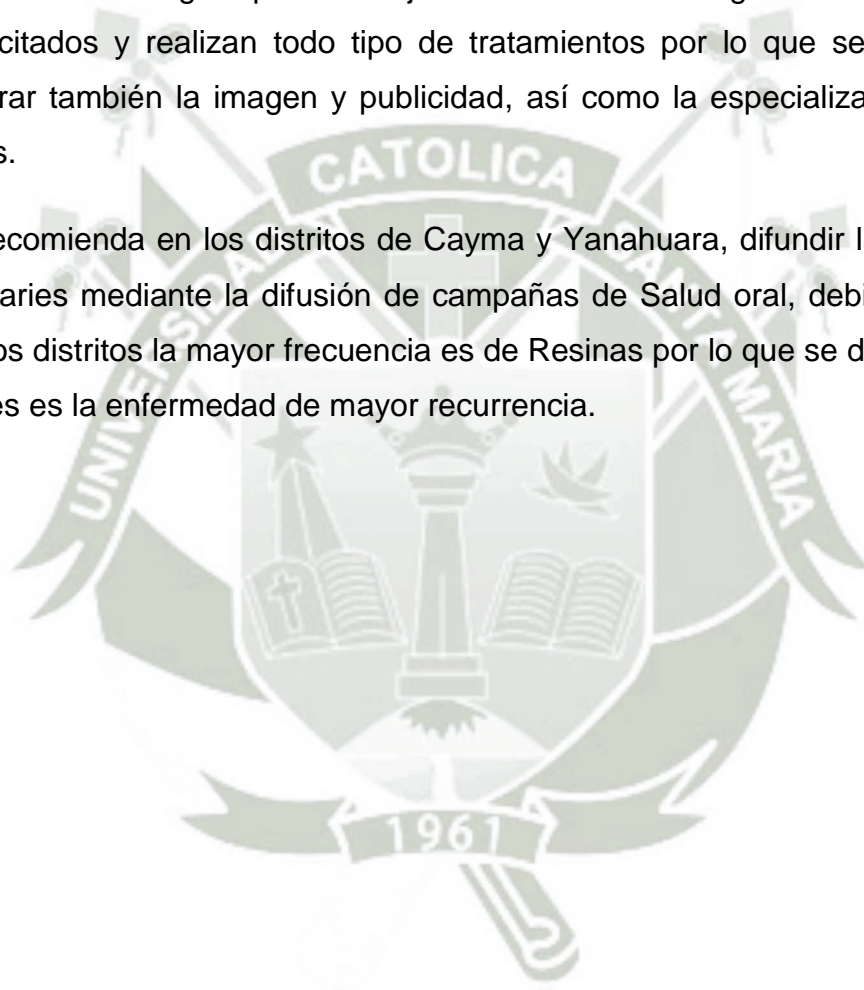 citados y realizan todo tipo de tratamientos por lo que se
rar también la imagen y publicidad, así como la especializa
s.
ecomienda en los distritos de Cayma y Yanahuara, difundir l
aries mediante la difusión de campañas de Salud oral, debi
os distritos la mayor frecuencia es de Resinas por lo que se d
es es la enfermedad de mayor recurrencia.
UNIVERSIDAD CATOLICA SANTA MARIA
1961